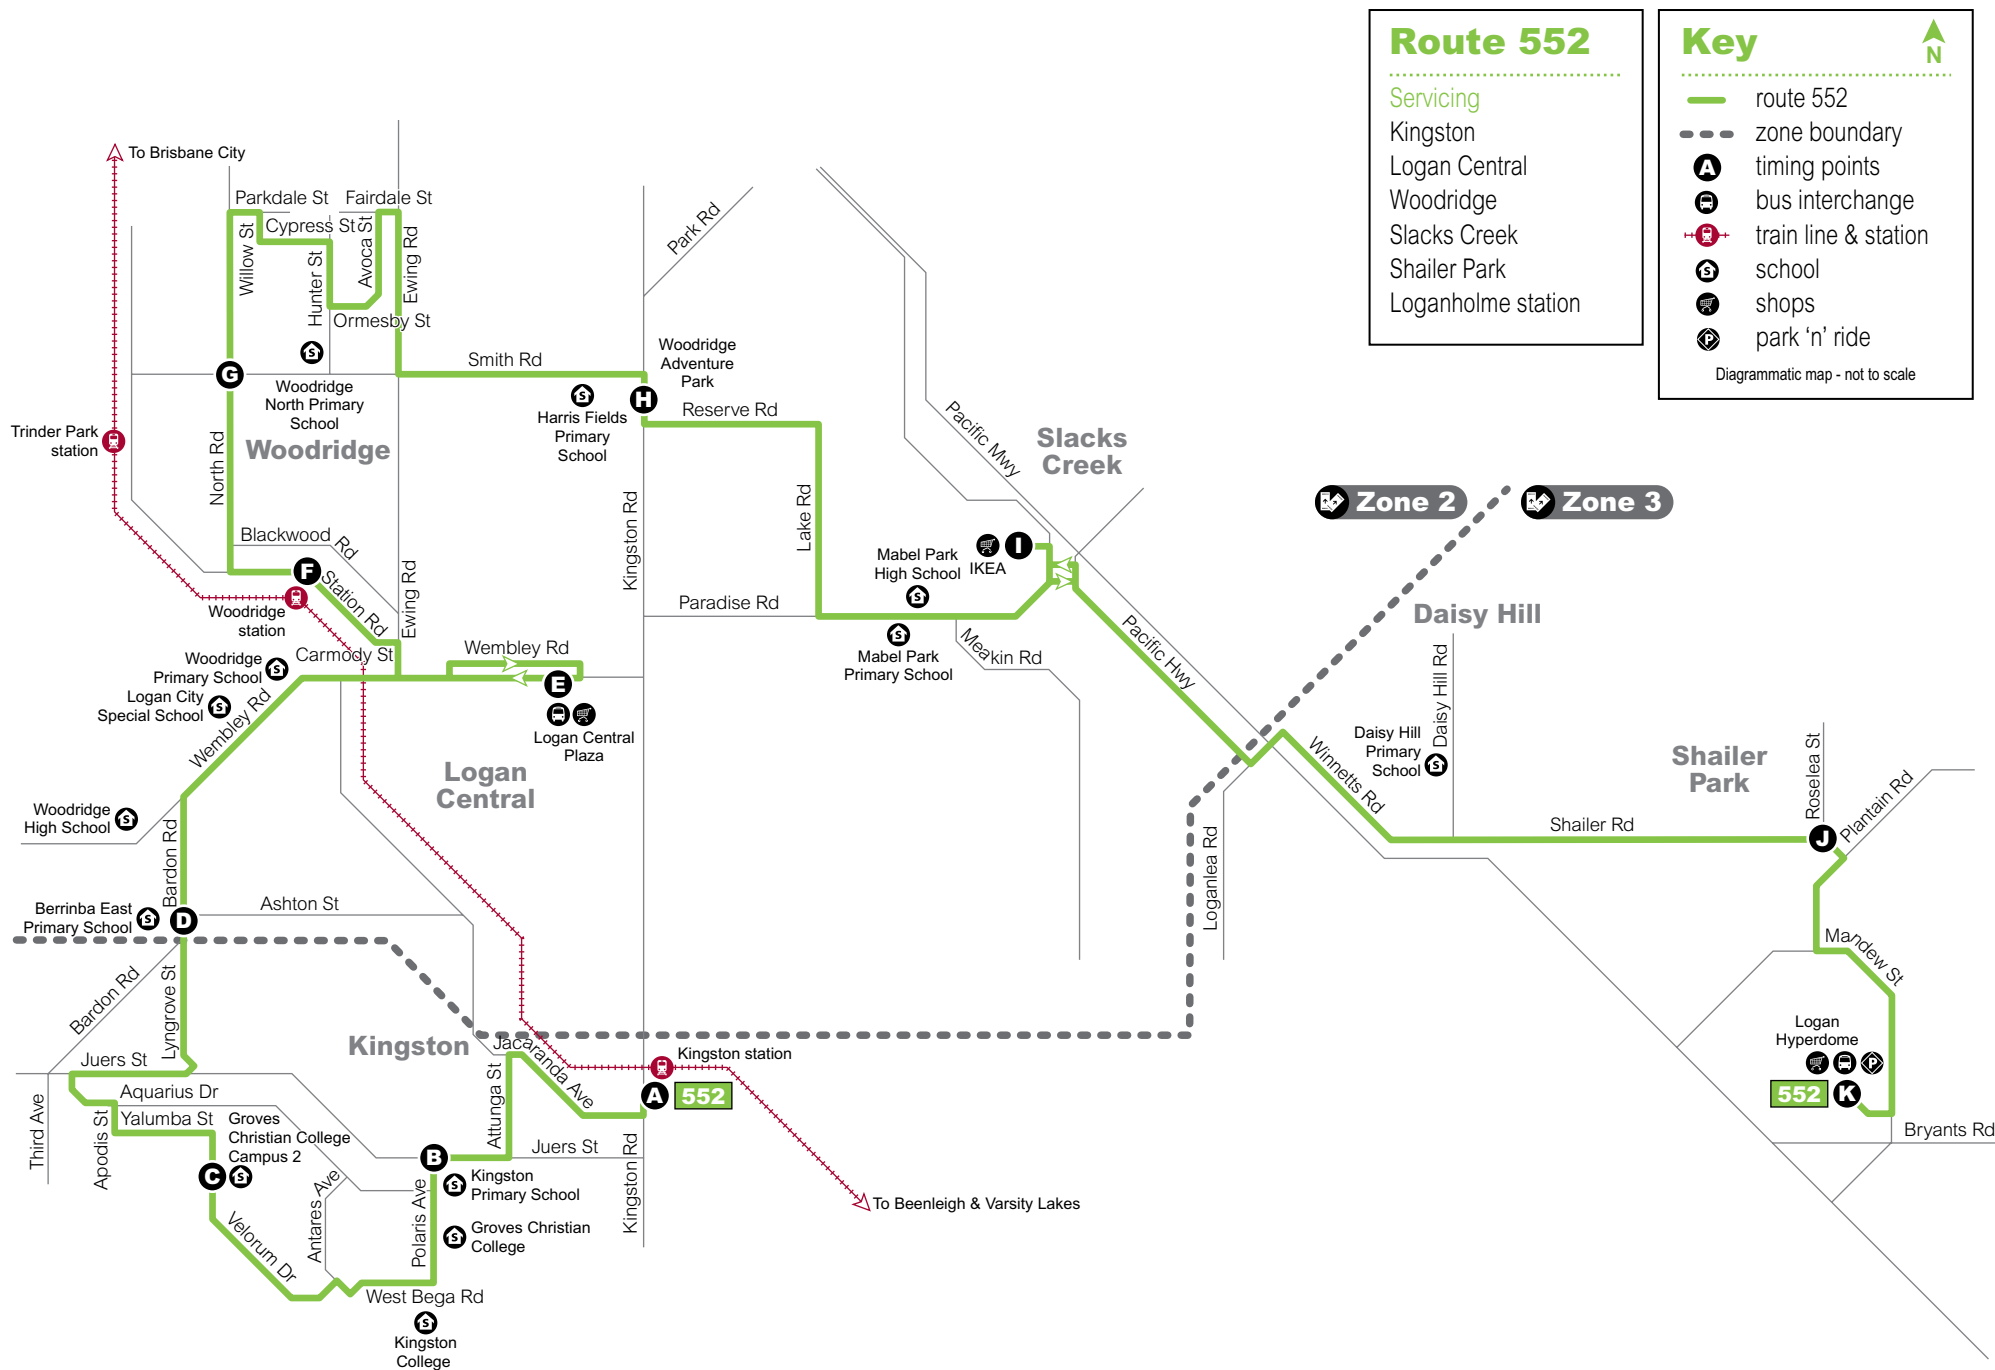 Route 552
Servicing
Kingston
Logan Central
Woodridge
Slacks Creek
Shailer Park
Loganholme station
Key
N
route 552
zone boundary
A
timing points
bus interchange
train line & station
S
school
shops
P
park ‘n’ ride
Diagrammatic map - not to scale
To Brisbane City
Parkdale St
Fairdale St
Cypress St
Willow St
Hunter St
Avoca St
Ewing Rd
Ormesby St
Park Rd
S
G
Woodridge
North Primary
School
Smith Rd
Woodridge
Adventure
Park
S
H
Harris Fields
Primary
School
Reserve Rd
Trinder Park
station
Woodridge
North Rd
Pacific Mwy
Slacks
Creek
Kingston Rd
Lake Rd
Zone 2
Zone 3
Blackwood Rd
F
Station Rd
Ewing Rd
Woodridge
station
Mabel Park
High School
S
I
IKEA
Paradise Rd
S
Mabel Park
Primary School
Meakin Rd
Pacific Hwy
Daisy Hill
Carmody St
Wembley Rd
Woodridge
Primary School
S
Logan City
Special School
S
Wembley Rd
E
Logan Central
Plaza
Daisy Hill Rd
Daisy Hill
Primary
School
S
Winnetts Rd
Shailer
Park
Roselea St
Plantain Rd
Logan
Central
Woodridge
High School
S
Bardon Rd
Shailer Rd
J
Loganlea Rd
Berrinba East
Primary School
S
D
Ashton St
Mandew St
Bardon Rd
Lyngrove St
Kingston
Jacaranda Ave
Kingston station
A
552
Logan
Hyperdome
P
552
K
Bryants Rd
Juers St
Aquarius Dr
Yalumba St
Third Ave
Apodis St
Groves
Christian College
Campus 2
C
S
Attunga St
Juers St
B
Kingston Rd
S
Kingston
Primary School
Polaris Ave
Antares Ave
S
Groves Christian
College
To Beenleigh & Varsity Lakes
Velorum Dr
West Bega Rd
S
Kingston
College